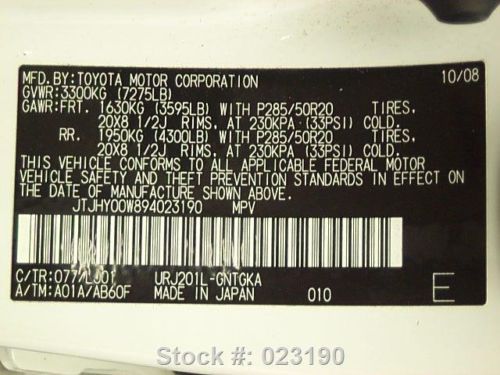 MFD. BY: TOYOTA MOTOR CORPORATION 10/08
GVWR: 3300KG (7275LB)
GAWR: FRT. 1630KG (3595LB) WITH P285/50R20 TIRES,
20X8 1/2J RIMS, AT 230KPA (33PSI) COLD.
RR. 1950KG (4300LB) WITH P285/50R20 TIRES,
20X8 1/2J RIMS, AT 230KPA (33PSI) COLD.
THIS VEHICLE CONFORMS TO ALL APPLICABLE FEDERAL MOTOR
VEHICLE SAFETY AND THEFT PREVENTION STANDARDS IN EFFECT
ON THE DATE OF MANUFACTURE SHOWN ABOVE.
JTJHY00W894023190 MPV
C/TR: 077/LJ01 URJ201L-GNTGKA
A/TM: A01A/AB60F MADE IN JAPAN 010 E
Stock #: 023190